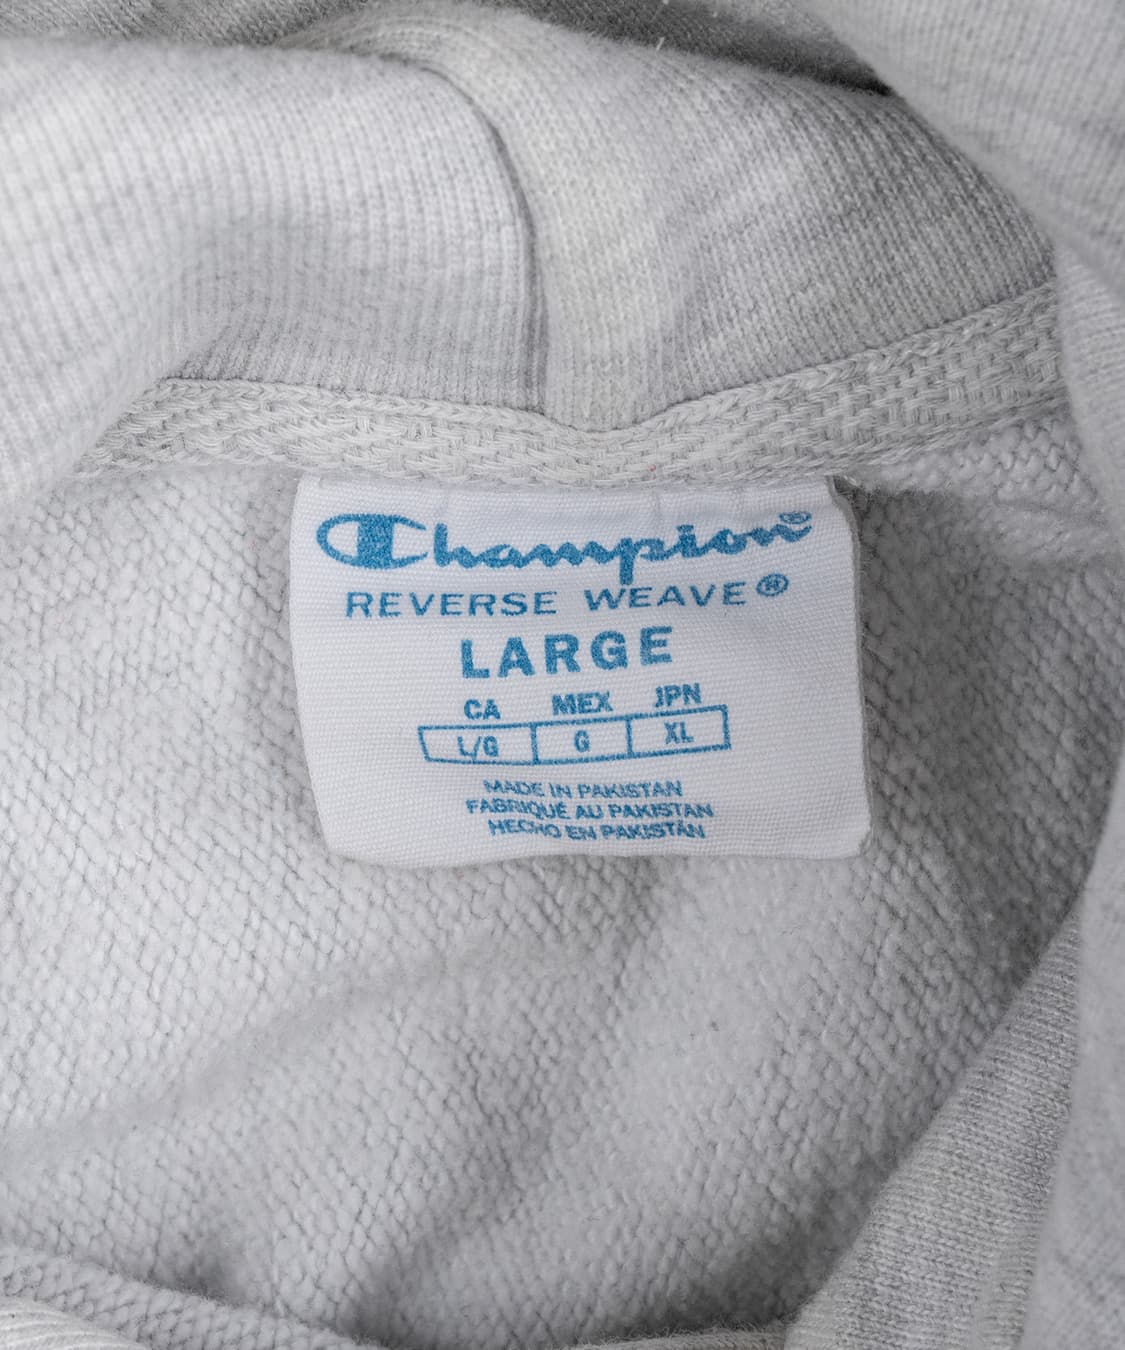 Champion®
REVERSE WEAVE®
LARGE
CA MEX JPN
L/G G XL
MADE IN PAKISTAN
FABRIQUÉ AU PAKISTAN
HECHO EN PAKISTÁN